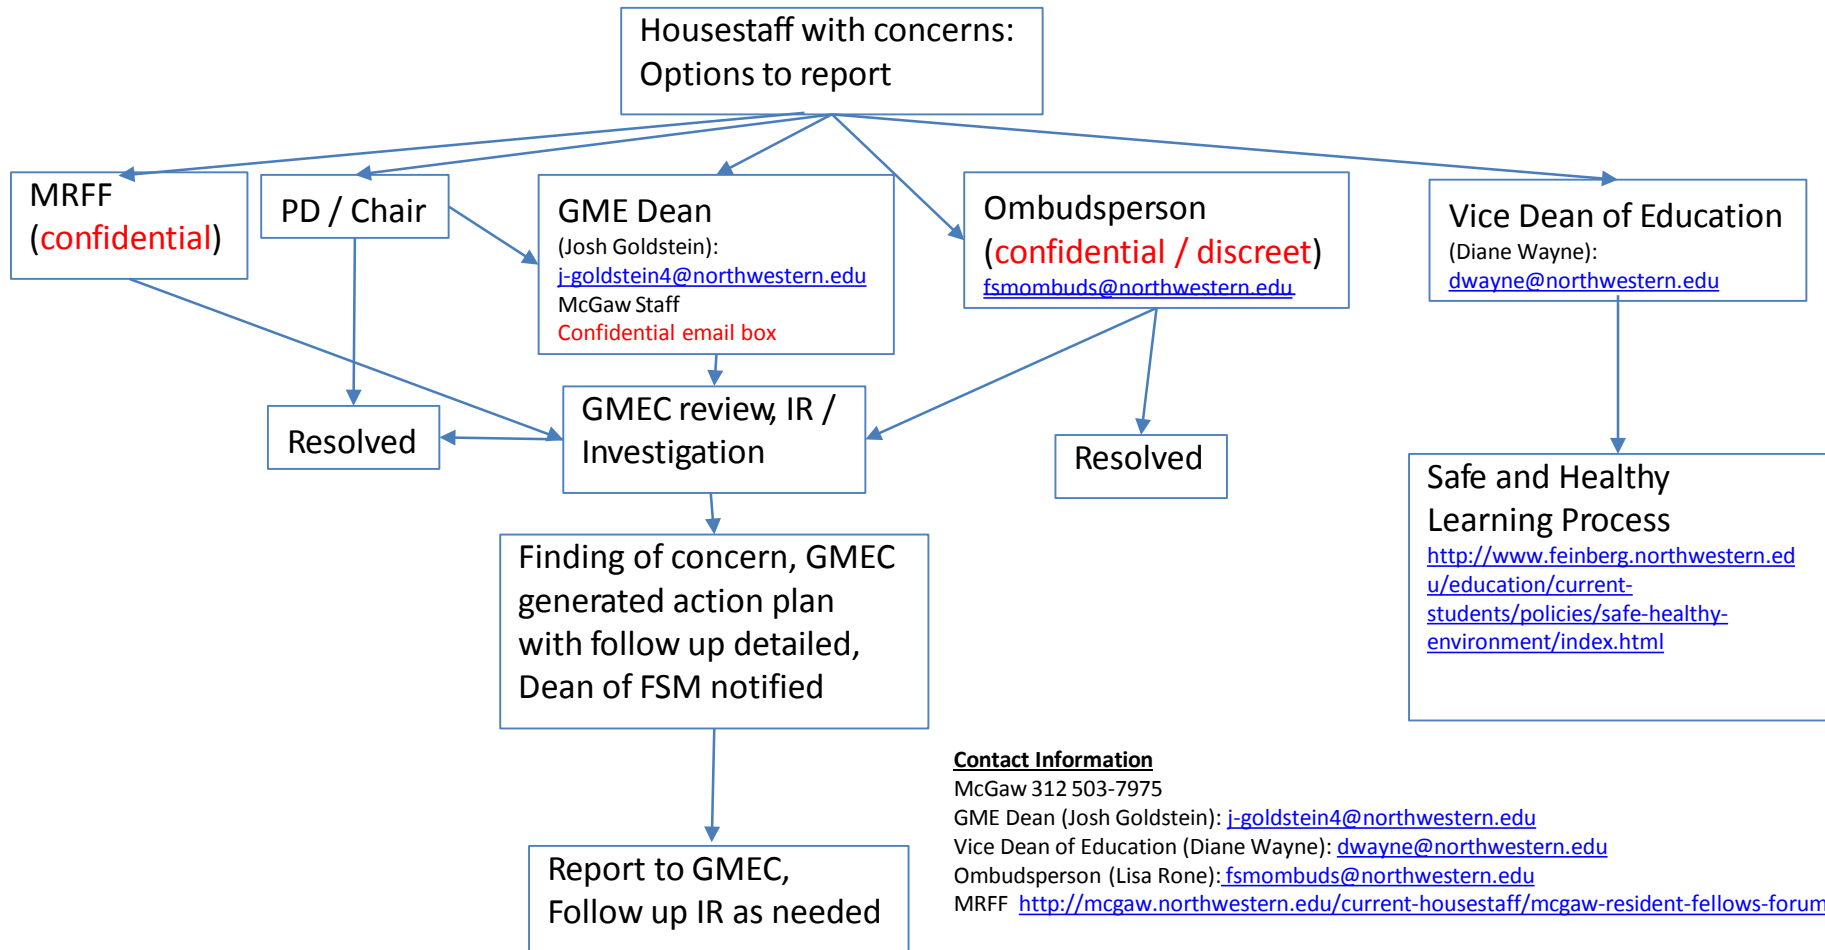 Housestaff with concerns:
Options to report
MRFF
(confidential)
PD / Chair
GME Dean
(Josh Goldstein):
j-goldstein4@northwestern.edu
McGaw Staff
Confidential email box
Ombudsperson
(confidential / discreet)
fsmombuds@northwestern.edu
Vice Dean of Education
(Diane Wayne):
dwayne@northwestern.edu
Resolved
GMEC review, IR /
Investigation
Resolved
Safe and Healthy
Learning Process
http://www.feinberg.northwestern.ed
u/education/current-
students/policies/safe-healthy-
environment/index.html
Finding of concern, GMEC
generated action plan
with follow up detailed,
Dean of FSM notified
Report to GMEC,
Follow up IR as needed
Contact Information
McGaw 312 503-7975
GME Dean (Josh Goldstein): j-goldstein4@northwestern.edu
Vice Dean of Education (Diane Wayne): dwayne@northwestern.edu
Ombudsperson (Lisa Rone): fsmombuds@northwestern.edu
MRFF http://mcgaw.northwestern.edu/current-housestaff/mcgaw-resident-fellows-forum